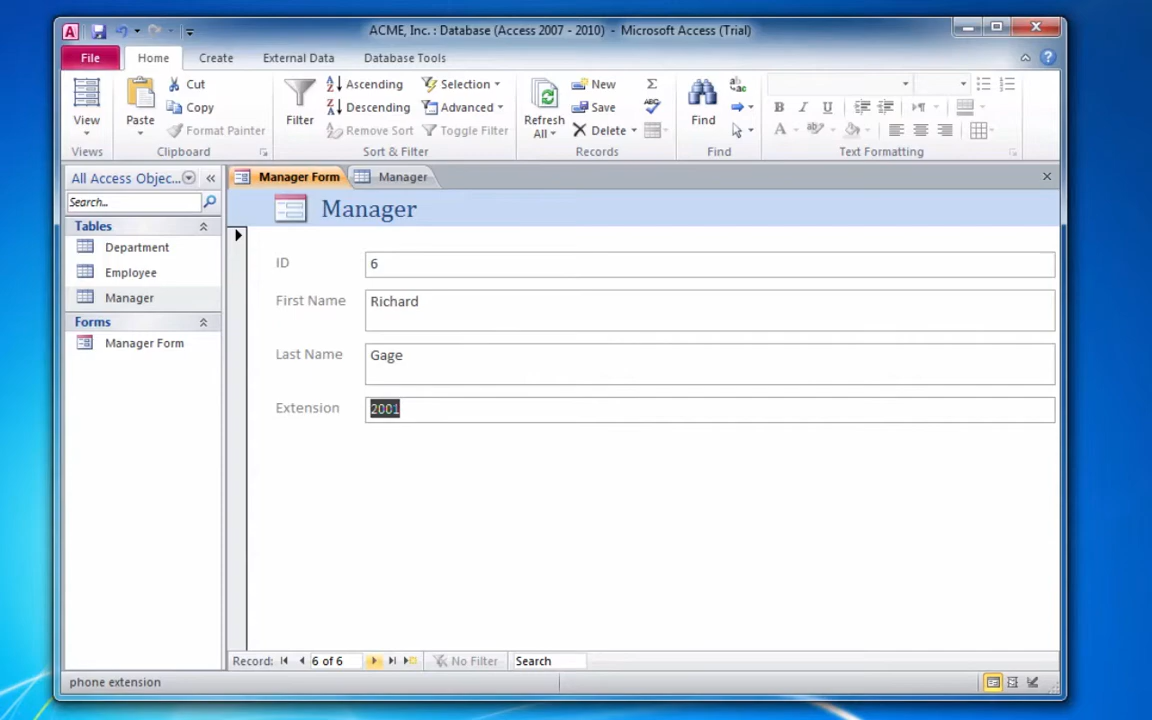 ACME, Inc. : Database (Access 2007 - 2010) - Microsoft Access (Trial)
File Home Create External Data Database Tools
View
Views
Paste
Cut
Copy
Format Painter
Clipboard
Filter
Ascending
Descending
Remove Sort
Selection
Advanced
Toggle Filter
Sort & Filter
Refresh
All
New
Save
Delete
Records
Find
Find
B I U
A
Text Formatting
All Access Objec...
Search...
Tables
Department
Employee
Manager
Forms
Manager Form
Manager Form Manager
Manager
ID 6
First Name Richard
Last Name Gage
Extension 2001
Record: 6 of 6 No Filter Search
phone extension